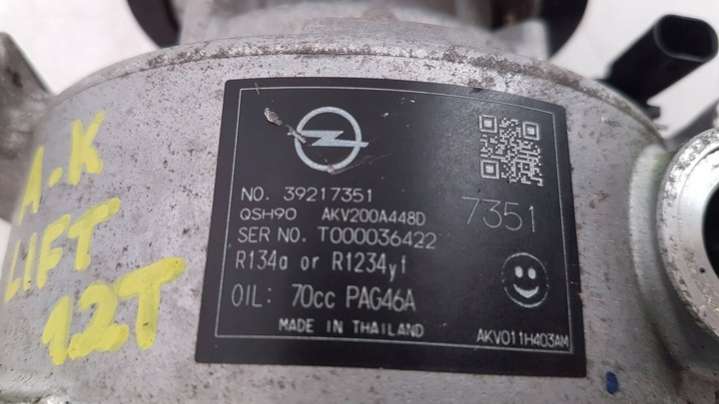 A-K
LIFT
1.2T
NO. 39217351
QSH90 AKV200A448D
7351
SER NO. T000036422
R134a or R1234yf
OIL: 70cc PAG46A
MADE IN THAILAND
AKV011H403AM